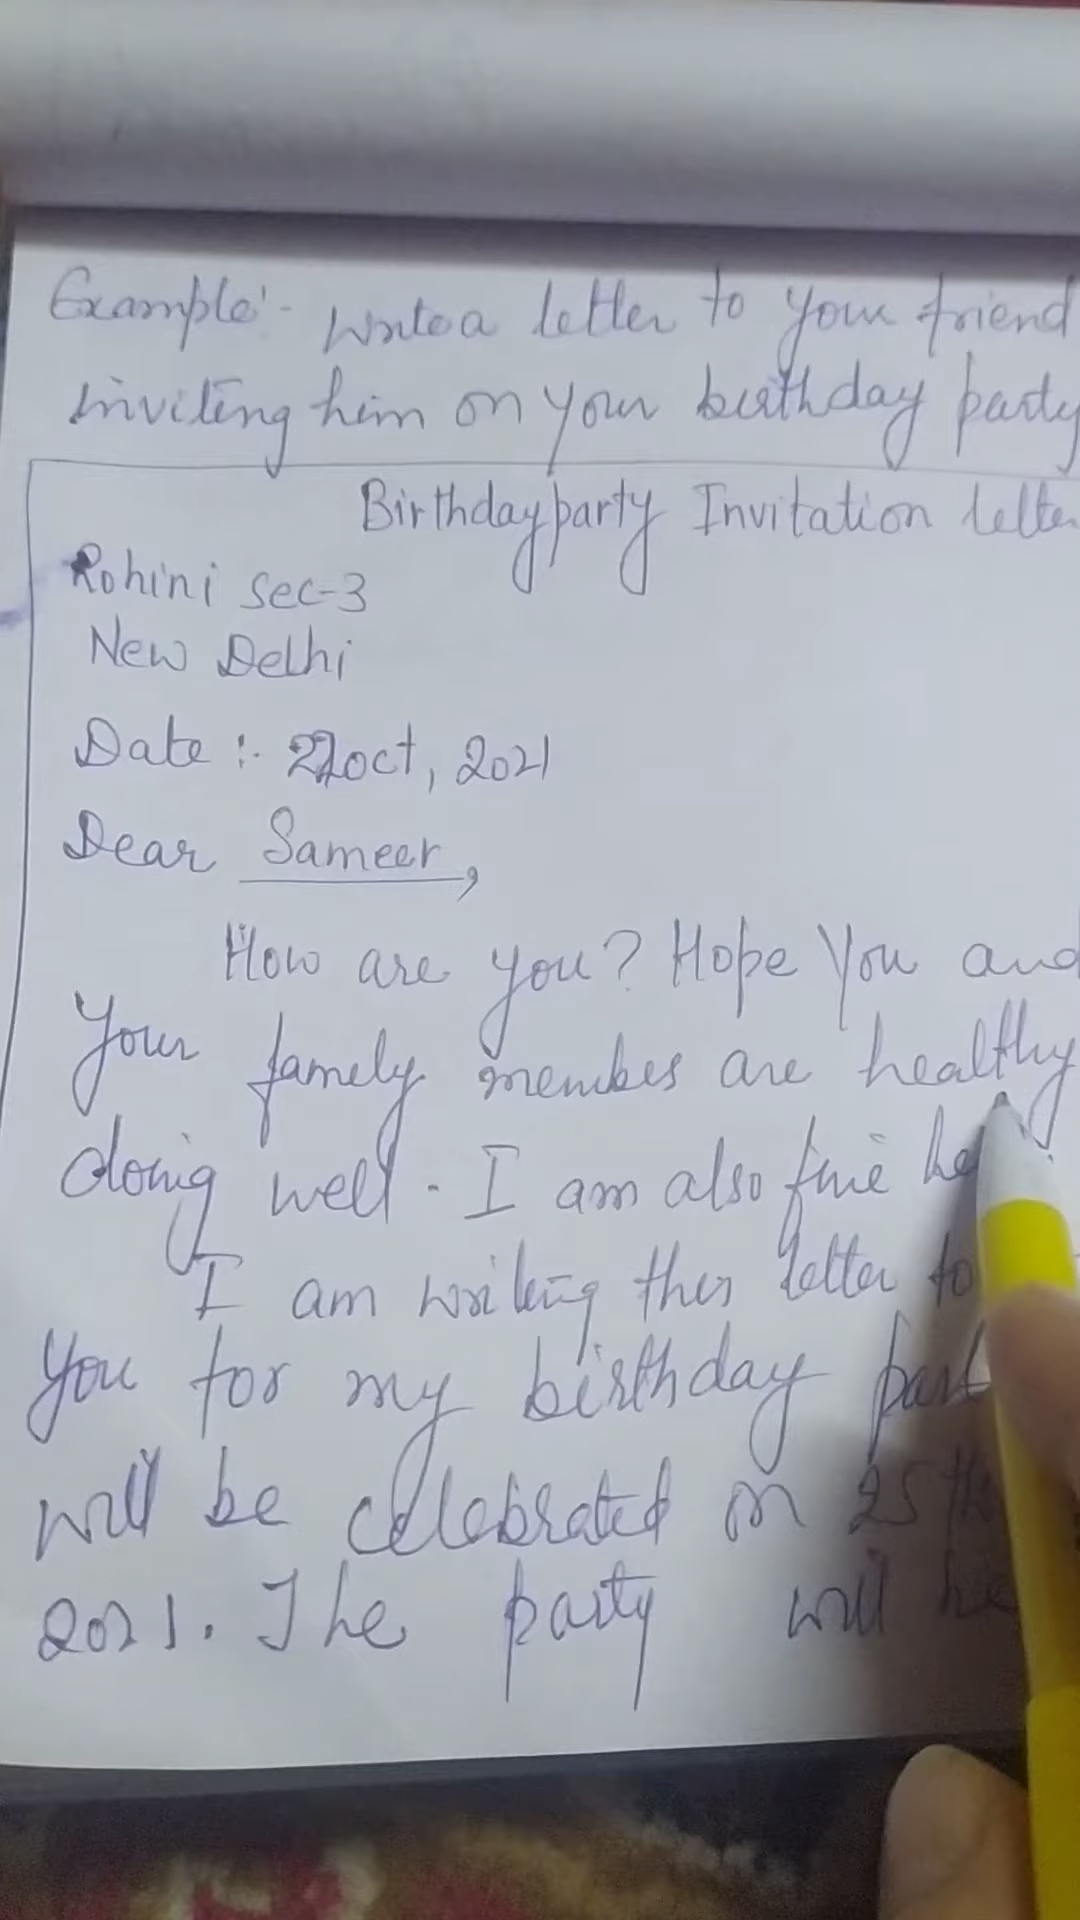 Example:- Write a letter to your friend
inviting him on your birthday party
Birthday party Invitation letter
Rohini Sec-3
New Delhi
Date :- 22 oct, 2021
Dear Sameer,
How are you? Hope You and
Your family membes are healthy
doing well. I am also fine
I am writing this letter to
You for my birthday
will be celebrated on 25th
2021. The party will